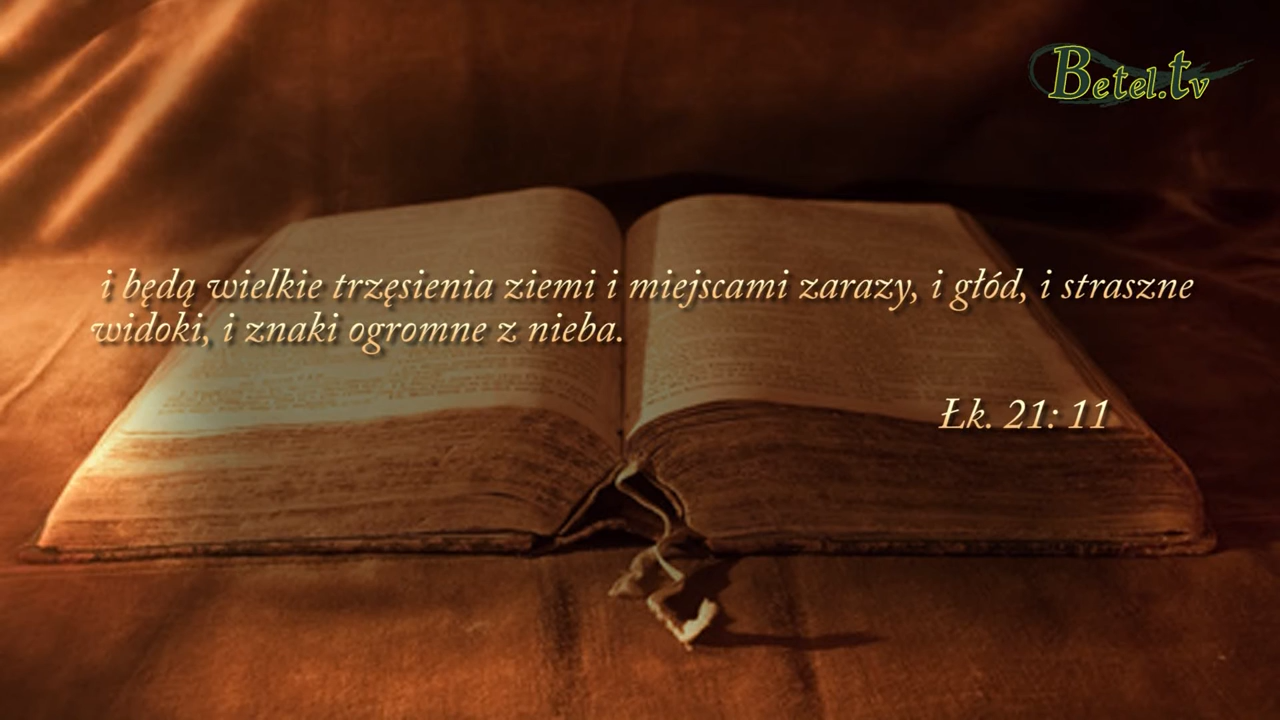 Betel.tv
i będą wielkie trzęsienia ziemi i miejscami zarazy, i głód, i straszne
widoki, i znaki ogromne z nieba.
Łk. 21: 11